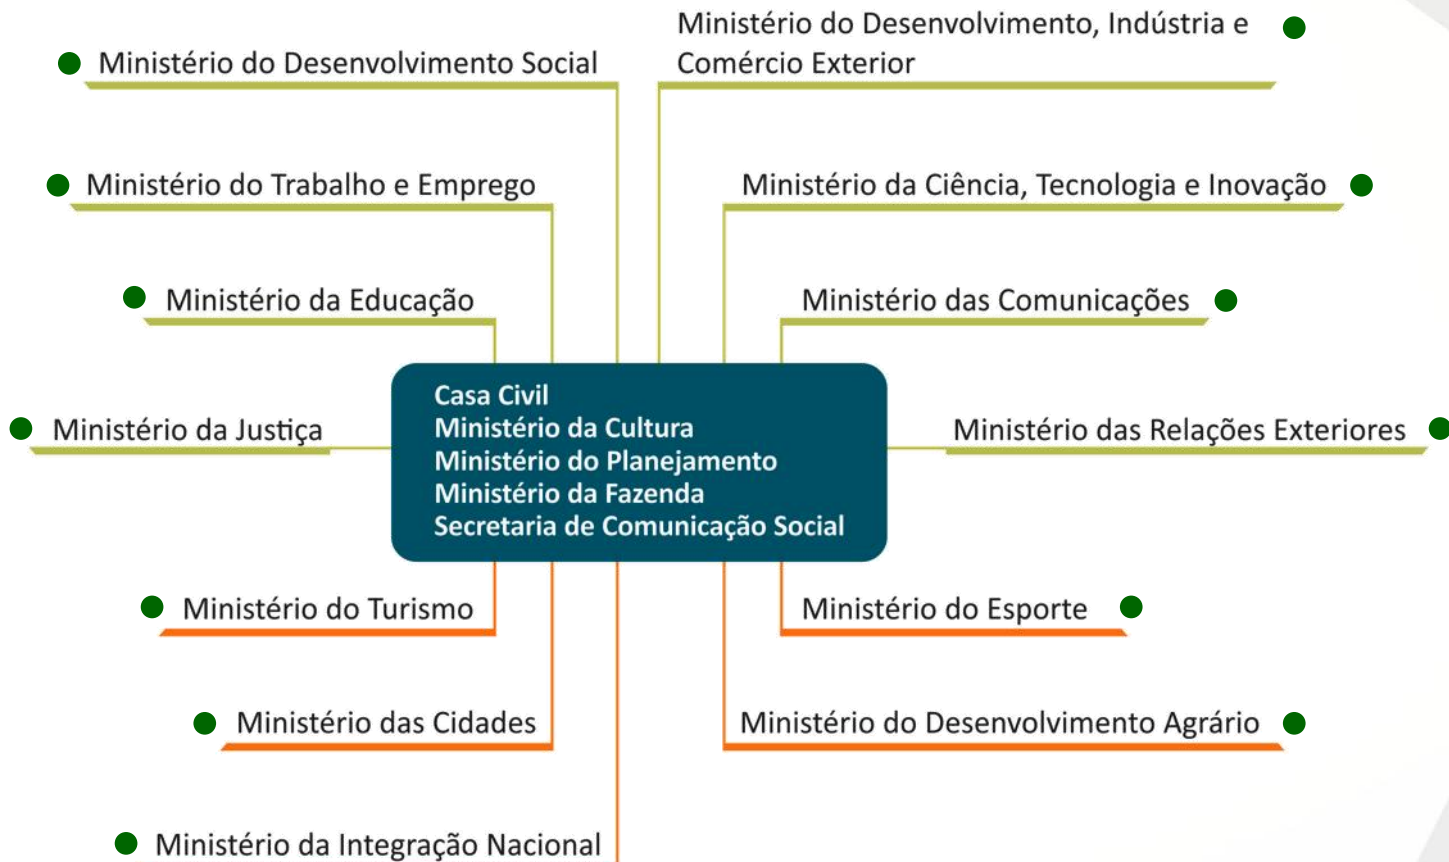 Ministério do Desenvolvimento, Indústria e
Comércio Exterior
Ministério do Desenvolvimento Social
Ministério do Trabalho e Emprego
Ministério da Ciência, Tecnologia e Inovação
Ministério da Educação
Ministério das Comunicações
Casa Civil
Ministério da Cultura
Ministério do Planejamento
Ministério da Fazenda
Secretaria de Comunicação Social
Ministério da Justiça
Ministério das Relações Exteriores
Ministério do Turismo
Ministério do Esporte
Ministério das Cidades
Ministério do Desenvolvimento Agrário
Ministério da Integração Nacional